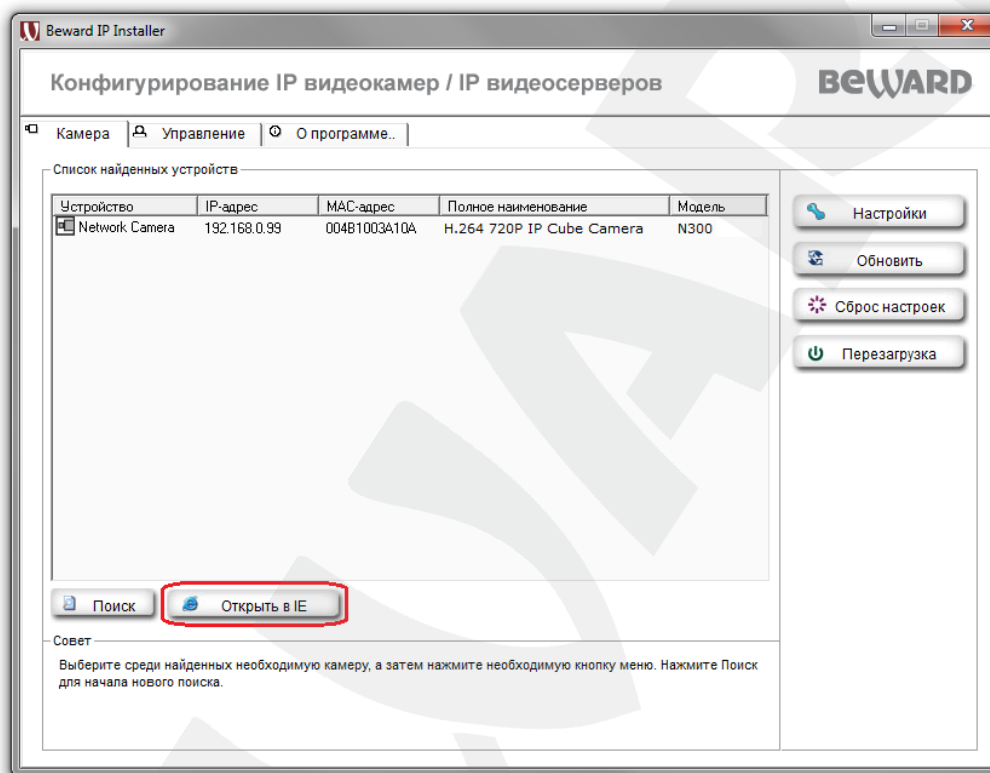 Beward IP Installer
Конфигурирование IP видеокамер / IP видеосерверов
BEWARD
Камера Управление О программе..
Список найденных устройств
Устройство IP-адрес MAC-адрес Полное наименование Модель
Network Camera 192.168.0.99 004B1003A10A H.264 720P IP Cube Camera N300
Настройки
Обновить
Сброс настроек
Перезагрузка
Поиск Открыть в IE
Совет
Выберите среди найденных необходимую камеру, а затем нажмите необходимую кнопку меню. Нажмите Поиск
для начала нового поиска.